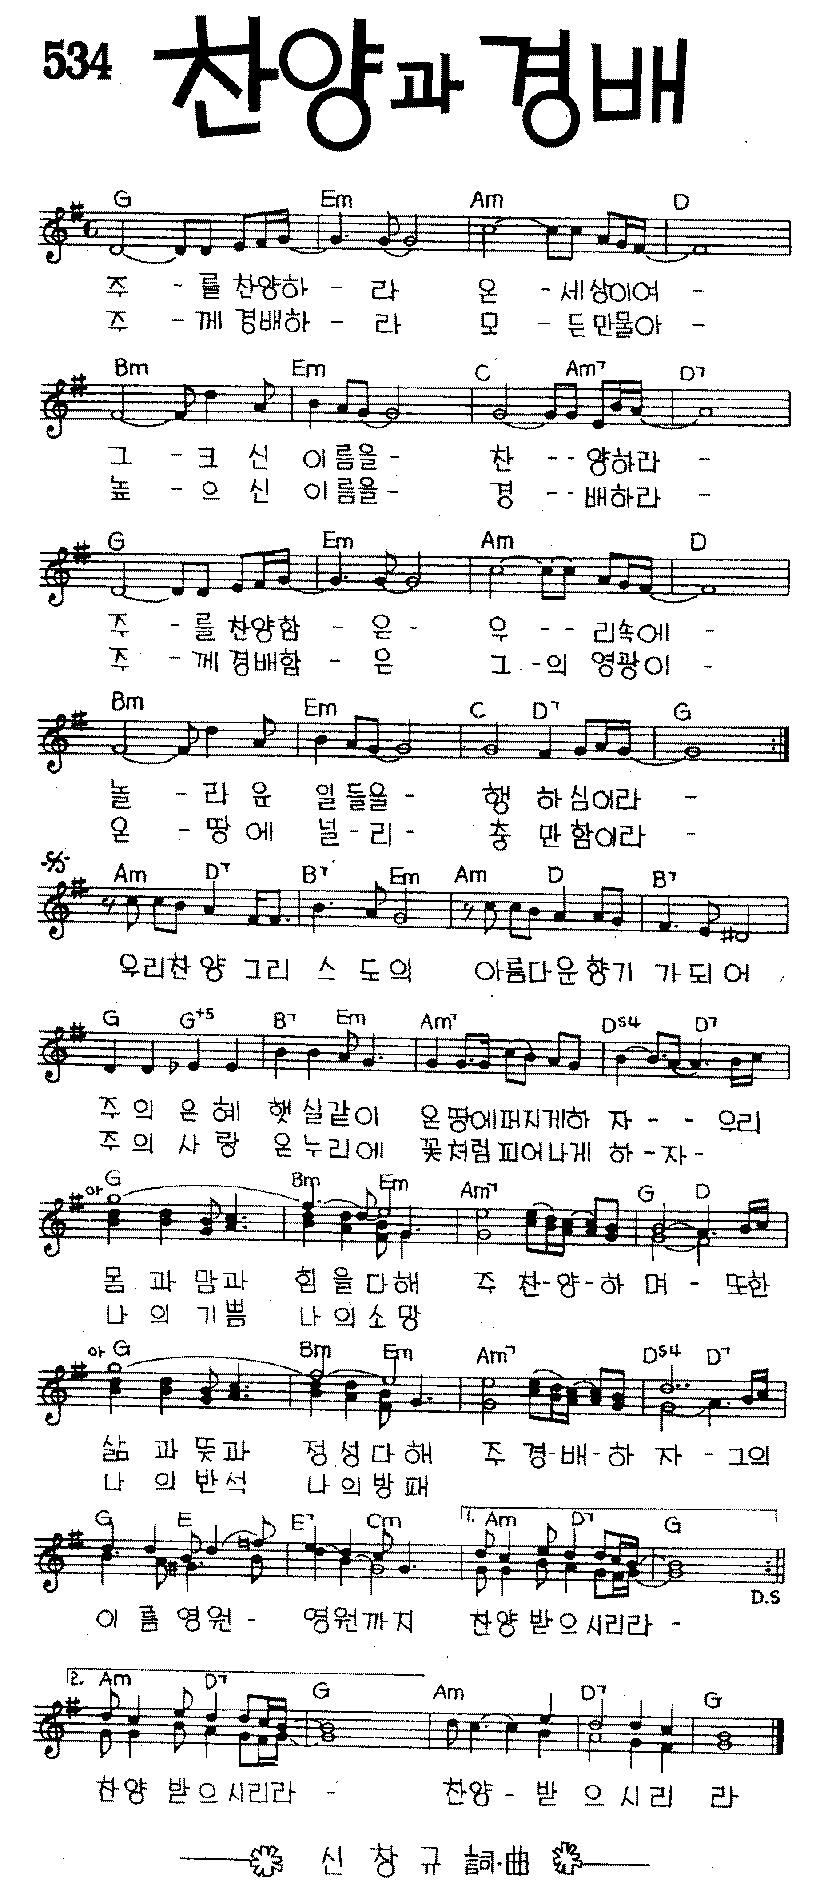 534 찬양과 경배
G Em Am D
주 - 를 찬양하 - 라 온 - 세상이여 -
주 - 께 경배하 - 라 모 - 든만물아 -
Bm Em C Am7 D7
그 - 크 신 이름을 - 찬 - - 양하라 -
높 - 으 신 이름을 - 경 - - 배하라 -
G Em Am D
주 - 를 찬양함 - 은 - 우 - - 리속에 -
주 - 께 경배함 - 은 그 - 의 영광이 -
Bm Em C D7 G
놀 - 라 운 일들을 - 행 하심이라 -
온 - 땅 에 널 - 리 - 충 만함이라 -
Am D7 B7 Em Am D B7
우리찬양 그리 스 도의 아름다운향기 가되어
G G+5 B7 Em Am7 Ds4 D7
주 의 은 혜 햇실같이 온땅에퍼지게하 자 - - 우리
주 의 사 랑 온누리에 꽃처럼피어나게 하 - 자 -
아 G Bm Em Am7 G D
몸 과 맘과 힘을다해 주 찬 - 양 - 하 며 - 또한
나 의 기쁨 나의소망
아 G Bm Em Am7 Ds4 D7
삶 과 뜻과 정성다해 주 경 - 배 - 하 자 - 그의
나 의 반석 나의방패
G E E7 Cm 1. Am D7 G
D.S
이 름 영원 - 영원까지 찬양 받으시리라 -
2. Am D7 G Am D7 G
찬양 받으시리라 - 찬양 - 받 으 시 리 라
신 창 규 詞·曲